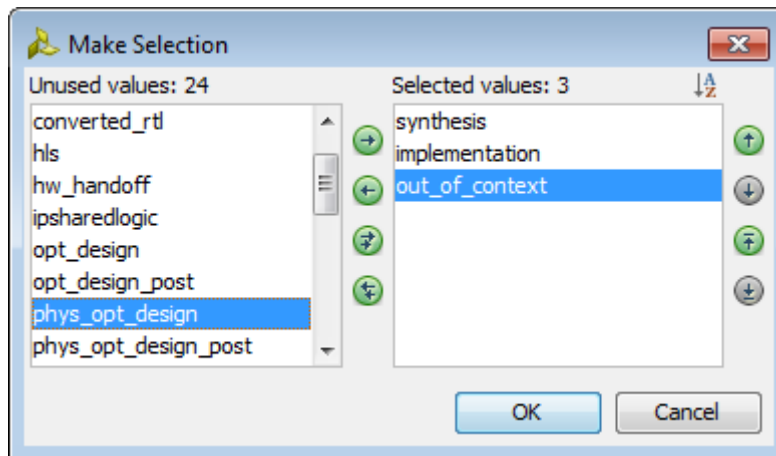 Make Selection
Unused values: 24
Selected values: 3
A
Z
converted_rtl
hls
hw_handoff
ipsharedlogic
opt_design
opt_design_post
phys_opt_design
phys_opt_design_post
synthesis
implementation
out_of_context
OK
Cancel